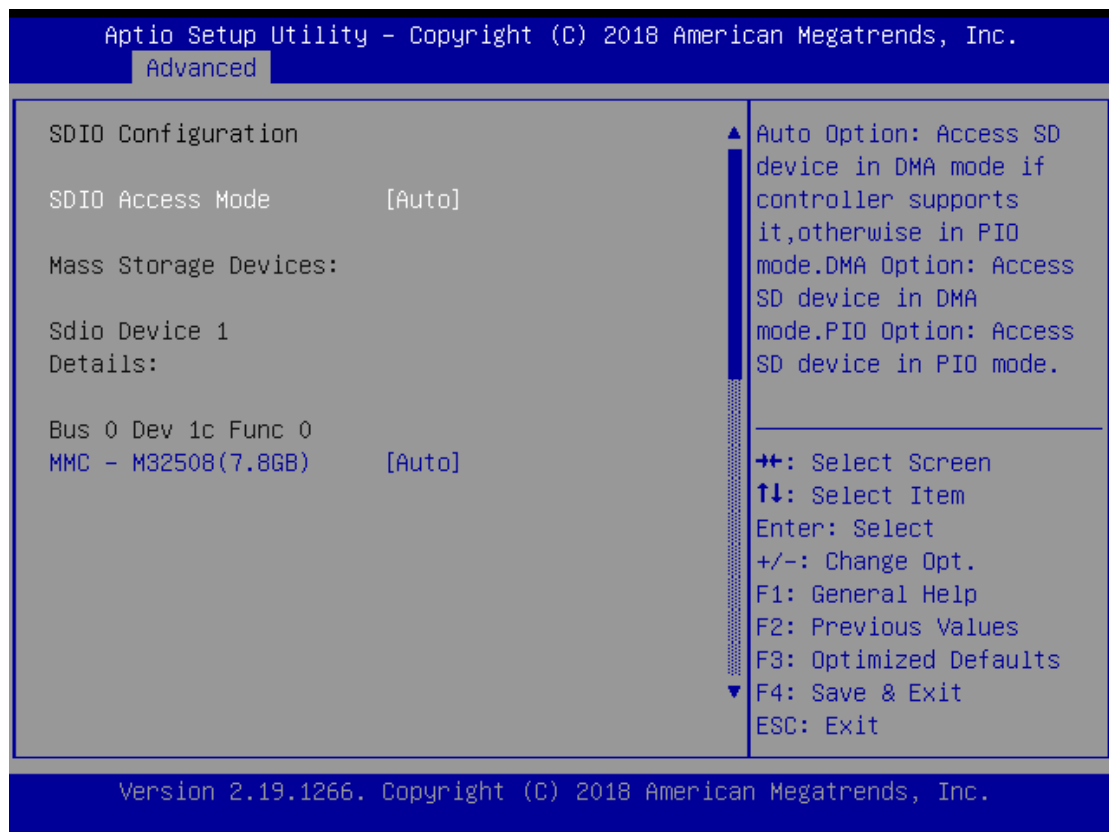 Aptio Setup Utility – Copyright (C) 2018 American Megatrends, Inc.
Advanced
SDIO Configuration
SDIO Access Mode [Auto]
Mass Storage Devices:
Sdio Device 1
Details:
Bus 0 Dev 1c Func 0
MMC – M32508(7.8GB) [Auto]
Auto Option: Access SD
device in DMA mode if
controller supports
it,otherwise in PIO
mode.DMA Option: Access
SD device in DMA
mode.PIO Option: Access
SD device in PIO mode.
→←: Select Screen
↑↓: Select Item
Enter: Select
+/-: Change Opt.
F1: General Help
F2: Previous Values
F3: Optimized Defaults
F4: Save & Exit
ESC: Exit
Version 2.19.1266. Copyright (C) 2018 American Megatrends, Inc.